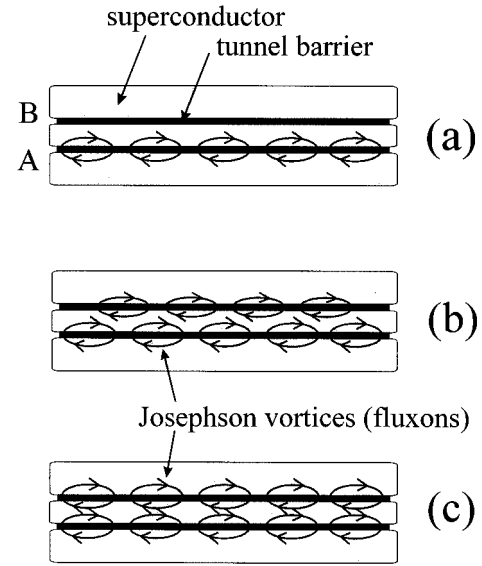 superconductor
tunnel barrier
B
A
(a)
(b)
Josephson vortices (fluxons)
(c)